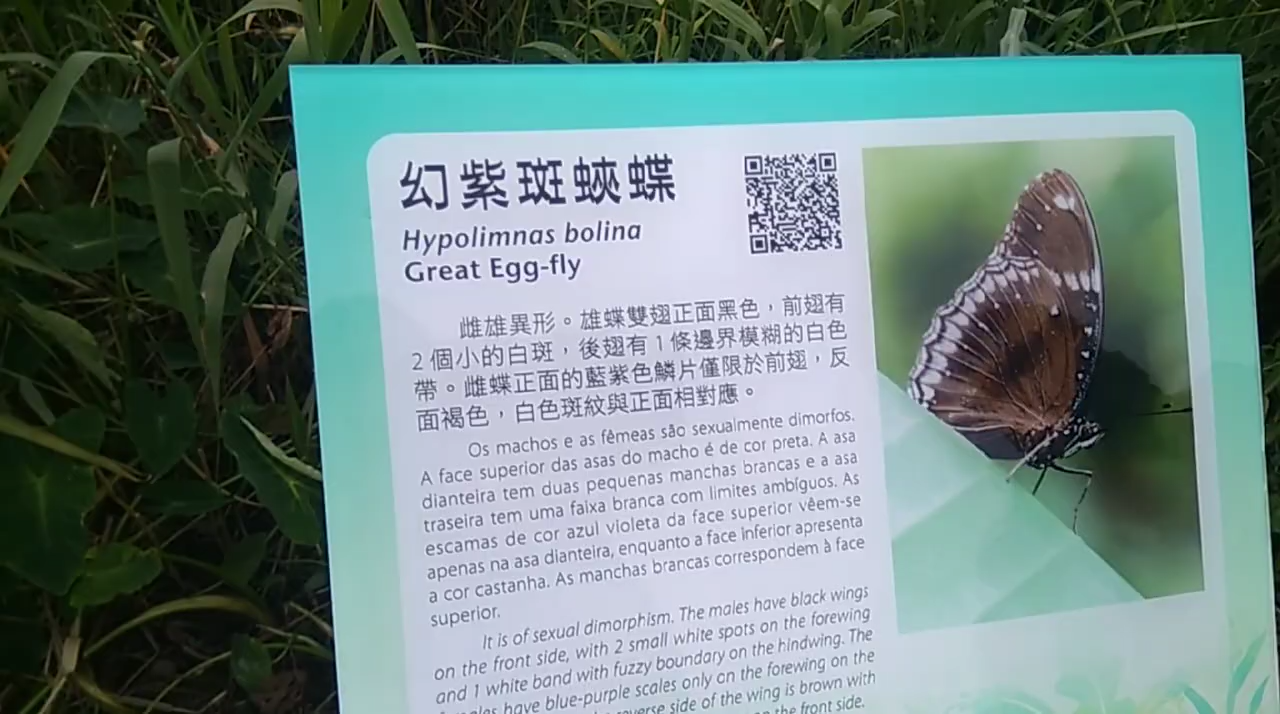 幻紫斑蛺蝶
Hypolimnas bolina
Great Egg-fly
雌雄異形。雄蝶雙翅正面黑色，前翅有
2個小的白斑，後翅有1條邊界模糊的白色
帶。雌蝶正面的藍紫色鱗片僅限於前翅，反
面褐色，白色斑紋與正面相對應。
Os machos e as fêmeas são sexualmente dimorfos.
A face superior das asas do macho é de cor preta. A asa
dianteira tem duas pequenas manchas brancas e a asa
traseira tem uma faixa branca com limites ambíguos. As
escamas de cor azul violeta da face superior vêem-se
apenas na asa dianteira, enquanto a face inferior apresenta
a cor castanha. As manchas brancas correspondem à face
superior.
It is of sexual dimorphism. The males have black wings
on the front side, with 2 small white spots on the forewing
and 1 white band with fuzzy boundary on the hindwing. The
have blue-purple scales only on the forewing on the
reverse side of the wing is brown with
the front side.